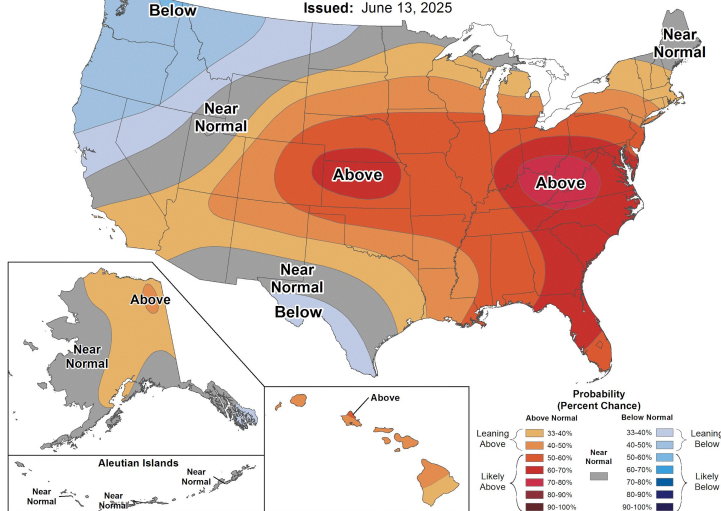 Issued: June 13, 2025
Below
Near
Normal
Near
Normal
Above
Above
Near
Normal
Below
Above
Near
Normal
Above
Aleutian Islands
Near
Normal
Near
Normal
Near
Normal
Probability
(Percent Chance)
Above Normal
Below Normal
Leaning
Above
33-40%
40-50%
Likely
Above
50-60%
60-70%
70-80%
80-90%
90-100%
Near
Normal
33-40%
40-50%
Leaning
Below
50-60%
60-70%
70-80%
80-90%
90-100%
Likely
Below